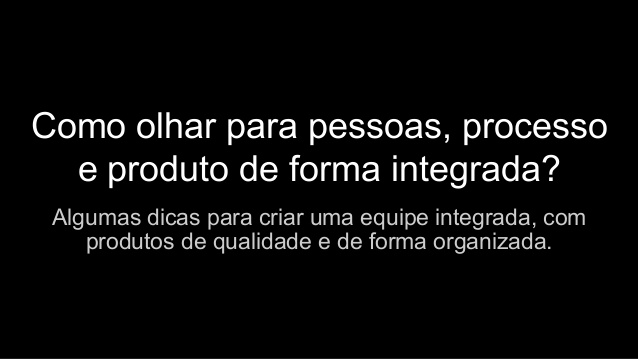 Como olhar para pessoas, processo
e produto de forma integrada?
Algumas dicas para criar uma equipe integrada, com
produtos de qualidade e de forma organizada.